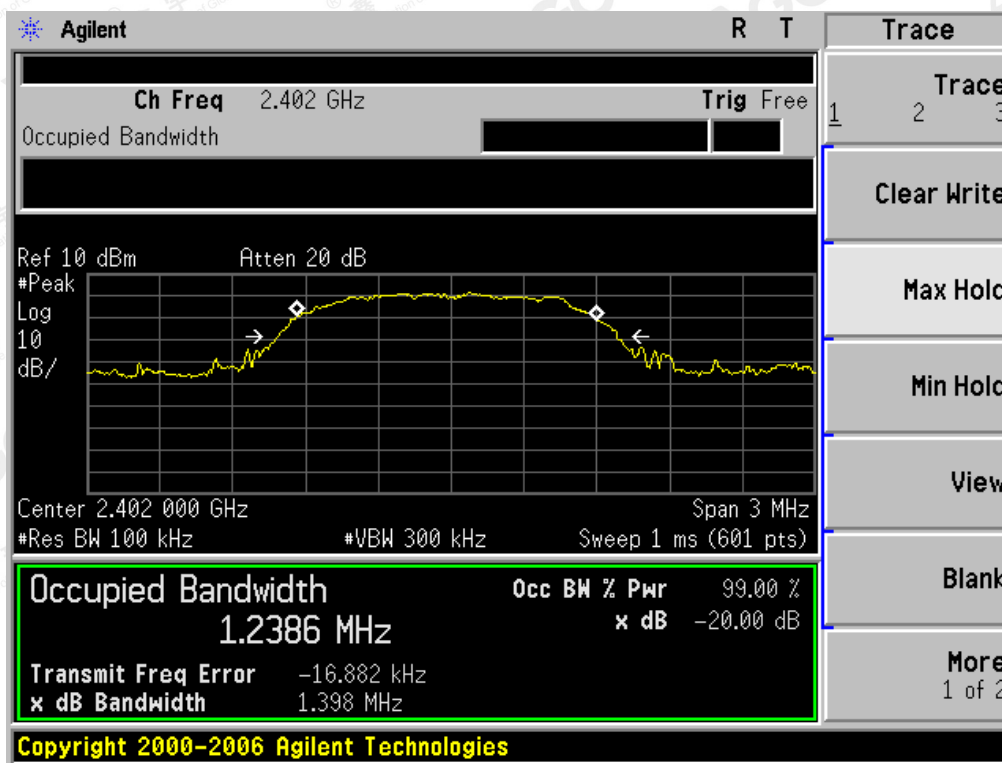 Agilent R T Trace
Ch Freq 2.402 GHz Trig Free
Occupied Bandwidth
Trace
1 2 3
Clear Write
Max Hold
Min Hold
View
Blank
More
1 of 2
Ref 10 dBm Atten 20 dB
#Peak
Log
10
dB/
Center 2.402 000 GHz Span 3 MHz
#Res BW 100 kHz #VBW 300 kHz Sweep 1 ms (601 pts)
Occupied Bandwidth Occ BW % Pwr 99.00 %
1.2386 MHz x dB -20.00 dB
Transmit Freq Error -16.882 kHz
x dB Bandwidth 1.398 MHz
Copyright 2000-2006 Agilent Technologies